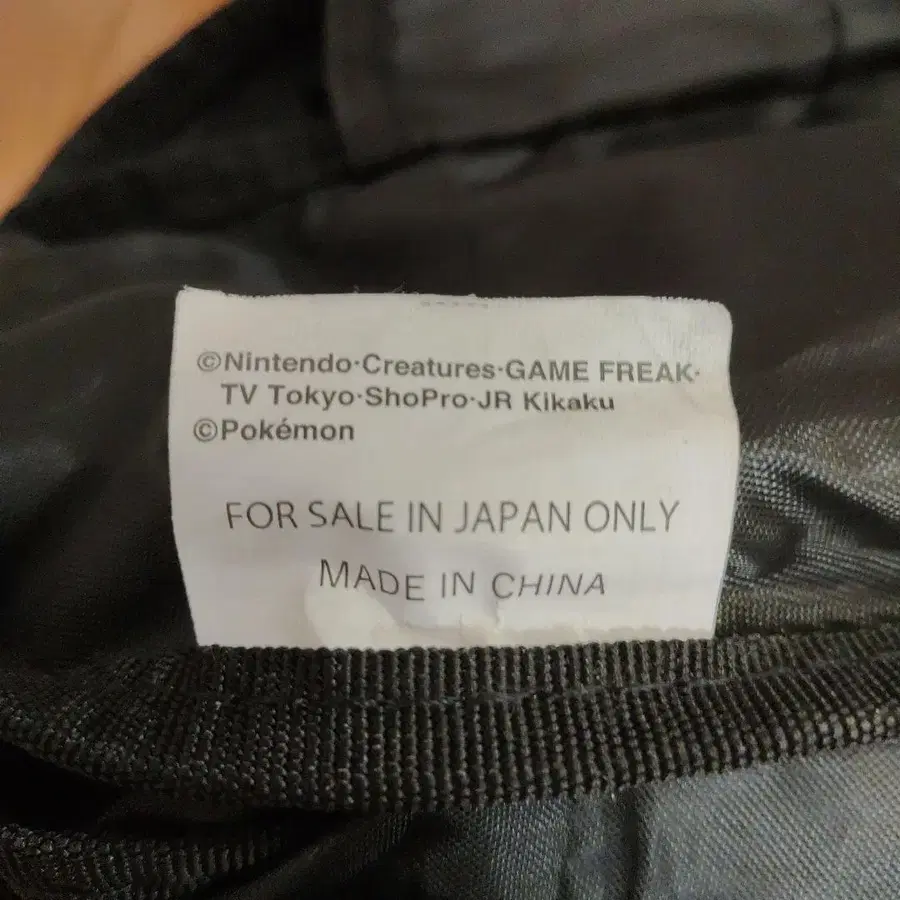 ©Nintendo·Creatures·GAME FREAK·
TV Tokyo·ShoPro·JR Kikaku
©Pokémon
FOR SALE IN JAPAN ONLY
MADE IN CHINA